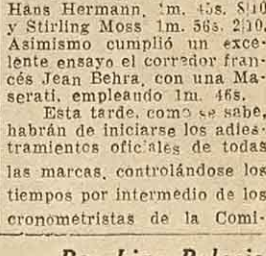 Hans Hermann, 1m. 45s. 8|10
y Stirling Moss 1m. 56s. 2|10.
Asimismo cumplió un exce-
lente ensayo el corredor fran-
cés Jean Behra, con una Ma-
serati, empleando 1m. 46s.
Esta tarde, como se sabe,
habrán de iniciarse los adies-
tramientos oficiales de todas
las marcas, controlándose los
tiempos por intermedio de los
cronometristas de la Comi-